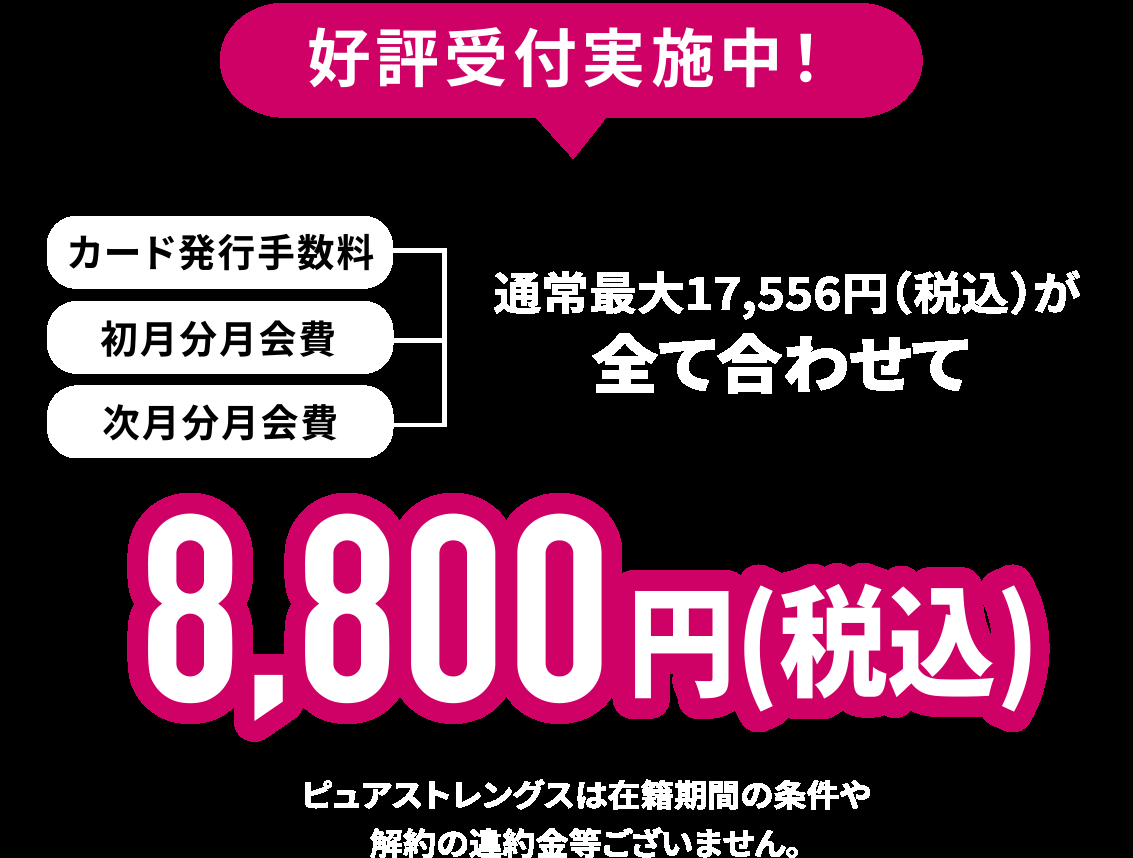 好評受付実施中！
カード発行手数料
初月分月会費
次月分月会費
通常最大17,556円（税込）が
全て合わせて
8,800円(税込)
ピュアストレングスは在籍期間の条件や
解約の違約金等ございません。